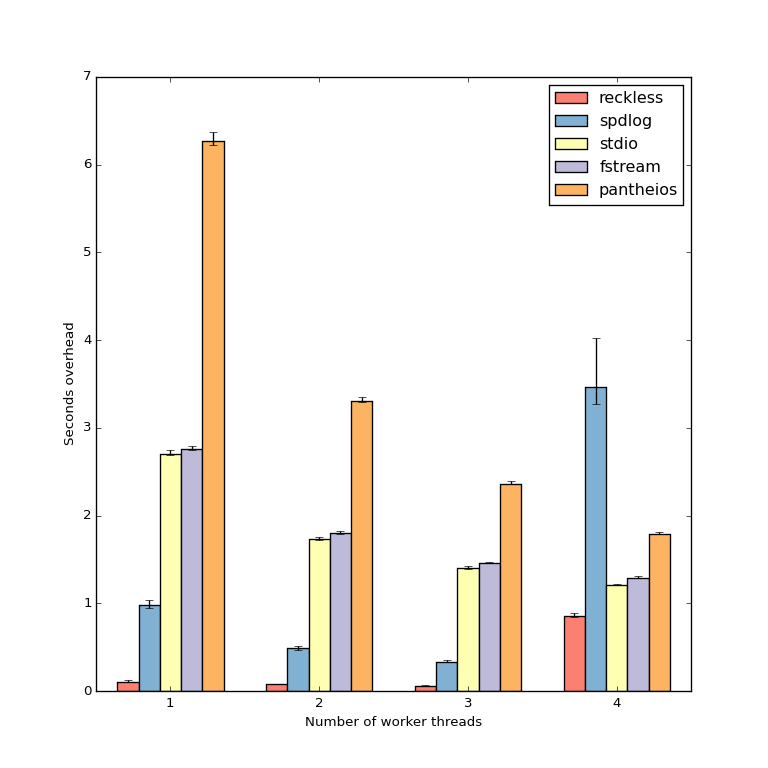 7
6
5
4
3
2
1
0
Seconds overhead
reckless
spdlog
stdio
fstream
pantheios
1 2 3 4
Number of worker threads